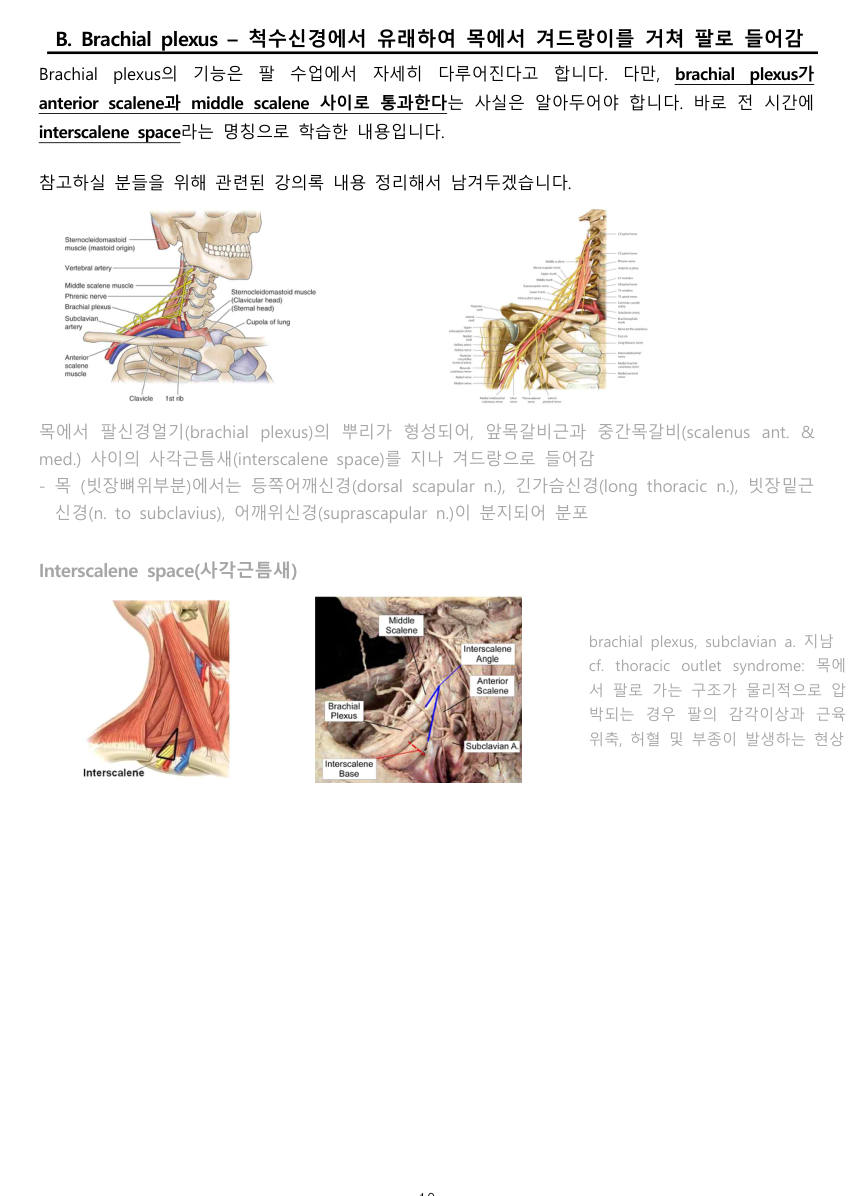 B. Brachial plexus – 척수신경에서 유래하여 목에서 겨드랑이를 거쳐 팔로 들어감
Brachial plexus의 기능은 팔 수업에서 자세히 다루어진다고 합니다. 다만, brachial plexus가
anterior scalene과 middle scalene 사이로 통과한다는 사실은 알아두어야 합니다. 바로 전 시간에
interscalene space라는 명칭으로 학습한 내용입니다.
참고하실 분들을 위해 관련된 강의록 내용 정리해서 남겨두겠습니다.
Sternocleidomastoid
muscle (mastoid origin)
Vertebral artery
Middle scalene muscle
Phrenic nerve
Brachial plexus
Subclavian
artery
Anterior
scalene
muscle
Clavicle
1st rib
Sternocleidomastoid muscle
(Clavicular head)
(Sternal head)
Cupola of lung
목에서 팔신경얼기(brachial plexus)의 뿌리가 형성되어, 앞목갈비근과 중간목갈비(scalenus ant. &
med.) 사이의 사각근틈새(interscalene space)를 지나 겨드랑으로 들어감
- 목 (빗장뼈위부분)에서는 등쪽어깨신경(dorsal scapular n.), 긴가슴신경(long thoracic n.), 빗장밑근
신경(n. to subclavius), 어깨위신경(suprascapular n.)이 분지되어 분포
Interscalene space(사각근틈새)
Interscalene
Middle
Scalene
Interscalene
Angle
Anterior
Scalene
Brachial
Plexus
Subclavian A.
Interscalene
Base
brachial plexus, subclavian a. 지남
cf. thoracic outlet syndrome: 목에
서 팔로 가는 구조가 물리적으로 압
박되는 경우 팔의 감각이상과 근육
위축, 허혈 및 부종이 발생하는 현상